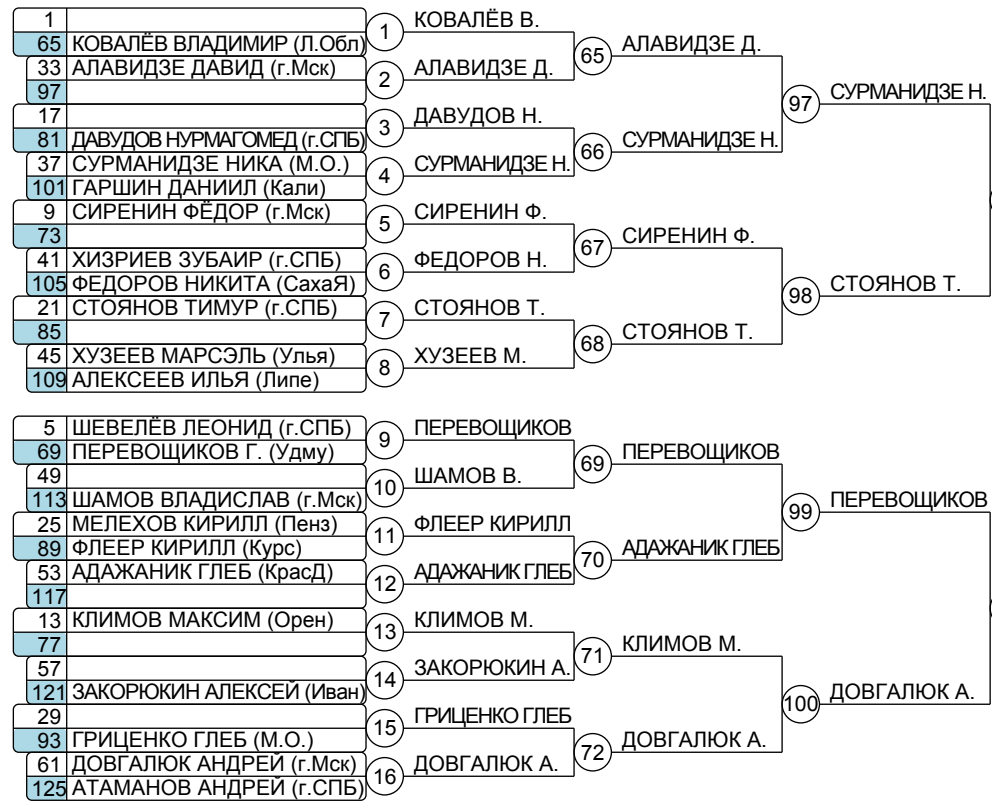 1
65 КОВАЛЁВ ВЛАДИМИР (Л.Обл)
33 АЛАВИДЗЕ ДАВИД (г.Мск)
97
17
81 ДАВУДОВ НУРМАГОМЕД (г.СПБ)
37 СУРМАНИДЗЕ НИКА (М.О.)
101 ГАРШИН ДАНИИЛ (Кали)
9 СИРЕНИН ФЁДОР (г.Мск)
73
41 ХИЗРИЕВ ЗУБАИР (г.СПБ)
105 ФЕДОРОВ НИКИТА (СахаЯ)
21 СТОЯНОВ ТИМУР (г.СПБ)
85
45 ХУЗЕЕВ МАРСЭЛЬ (Улья)
109 АЛЕКСЕЕВ ИЛЬЯ (Липе)
1 КОВАЛЁВ В.
2 АЛАВИДЗЕ Д.
3 ДАВУДОВ Н.
4 СУРМАНИДЗЕ Н.
5 СИРЕНИН Ф.
6 ФЕДОРОВ Н.
7 СТОЯНОВ Т.
8 ХУЗЕЕВ М.
65 АЛАВИДЗЕ Д.
66 СУРМАНИДЗЕ Н.
67 СИРЕНИН Ф.
68 СТОЯНОВ Т.
97 СУРМАНИДЗЕ Н.
98 СТОЯНОВ Т.
5 ШЕВЕЛЁВ ЛЕОНИД (г.СПБ)
69 ПЕРЕВОЩИКОВ Г. (Удму)
49
113 ШАМОВ ВЛАДИСЛАВ (г.Мск)
25 МЕЛЕХОВ КИРИЛЛ (Пенз)
89 ФЛЕЕР КИРИЛЛ (Курс)
53 АДАЖАНИК ГЛЕБ (КрасД)
117
13 КЛИМОВ МАКСИМ (Орен)
77
57
121 ЗАКОРЮКИН АЛЕКСЕЙ (Иван)
29
93 ГРИЦЕНКО ГЛЕБ (М.О.)
61 ДОВГАЛЮК АНДРЕЙ (г.Мск)
125 АТАМАНОВ АНДРЕЙ (г.СПБ)
9 ПЕРЕВОЩИКОВ
10 ШАМОВ В.
11 ФЛЕЕР КИРИЛЛ
12 АДАЖАНИК ГЛЕБ
13 КЛИМОВ М.
14 ЗАКОРЮКИН А.
15 ГРИЦЕНКО ГЛЕБ
16 ДОВГАЛЮК А.
69 ПЕРЕВОЩИКОВ
70 АДАЖАНИК ГЛЕБ
71 КЛИМОВ М.
72 ДОВГАЛЮК А.
99 ПЕРЕВОЩИКОВ
100 ДОВГАЛЮК А.